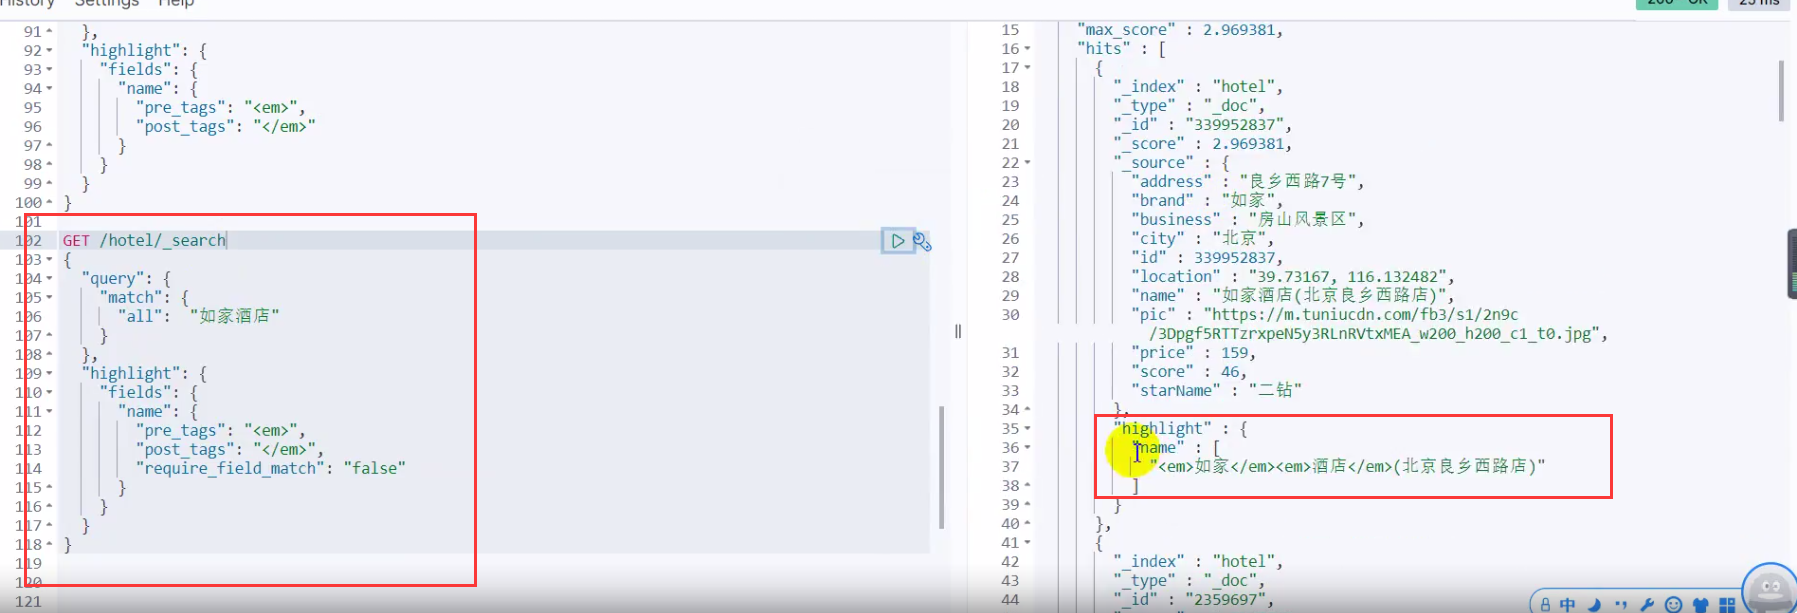 History Settings Help
200 - OK 25 ms
91 },
92 "highlight": {
93 "fields": {
94 "name": {
95 "pre_tags": "<em>",
96 "post_tags": "</em>"
97 }
98 }
99 }
100 }
101
102 GET /hotel/_search
103 {
104 "query": {
105 "match": {
106 "all": "如家酒店"
107 }
108 },
109 "highlight": {
110 "fields": {
111 "name": {
112 "pre_tags": "<em>",
113 "post_tags": "</em>",
114 "require_field_match": "false"
115 }
116 }
117 }
118 }
119
120
121
15 "max_score" : 2.969381,
16 "hits" : [
17 {
18 "_index" : "hotel",
19 "_type" : "_doc",
20 "_id" : "339952837",
21 "_score" : 2.969381,
22 "_source" : {
23 "address" : "良乡西路7号",
24 "brand" : "如家",
25 "business" : "房山风景区",
26 "city" : "北京",
27 "id" : 339952837,
28 "location" : "39.73167, 116.132482",
29 "name" : "如家酒店(北京良乡西路店)",
30 "pic" : "https://m.tuniucdn.com/fb3/s1/2n9c
/3Dpgf5RTTzrxpeN5y3RLnRVtxMEA_w200_h200_c1_t0.jpg",
31 "price" : 159,
32 "score" : 46,
33 "starName" : "二钻"
34 },
35 "highlight" : {
36 "name" : [
37 "<em>如家</em><em>酒店</em>(北京良乡西路店)"
38 ]
39 }
40 },
41 {
42 "_index" : "hotel",
43 "_type" : "_doc",
44 "_id" : "2359697",
中